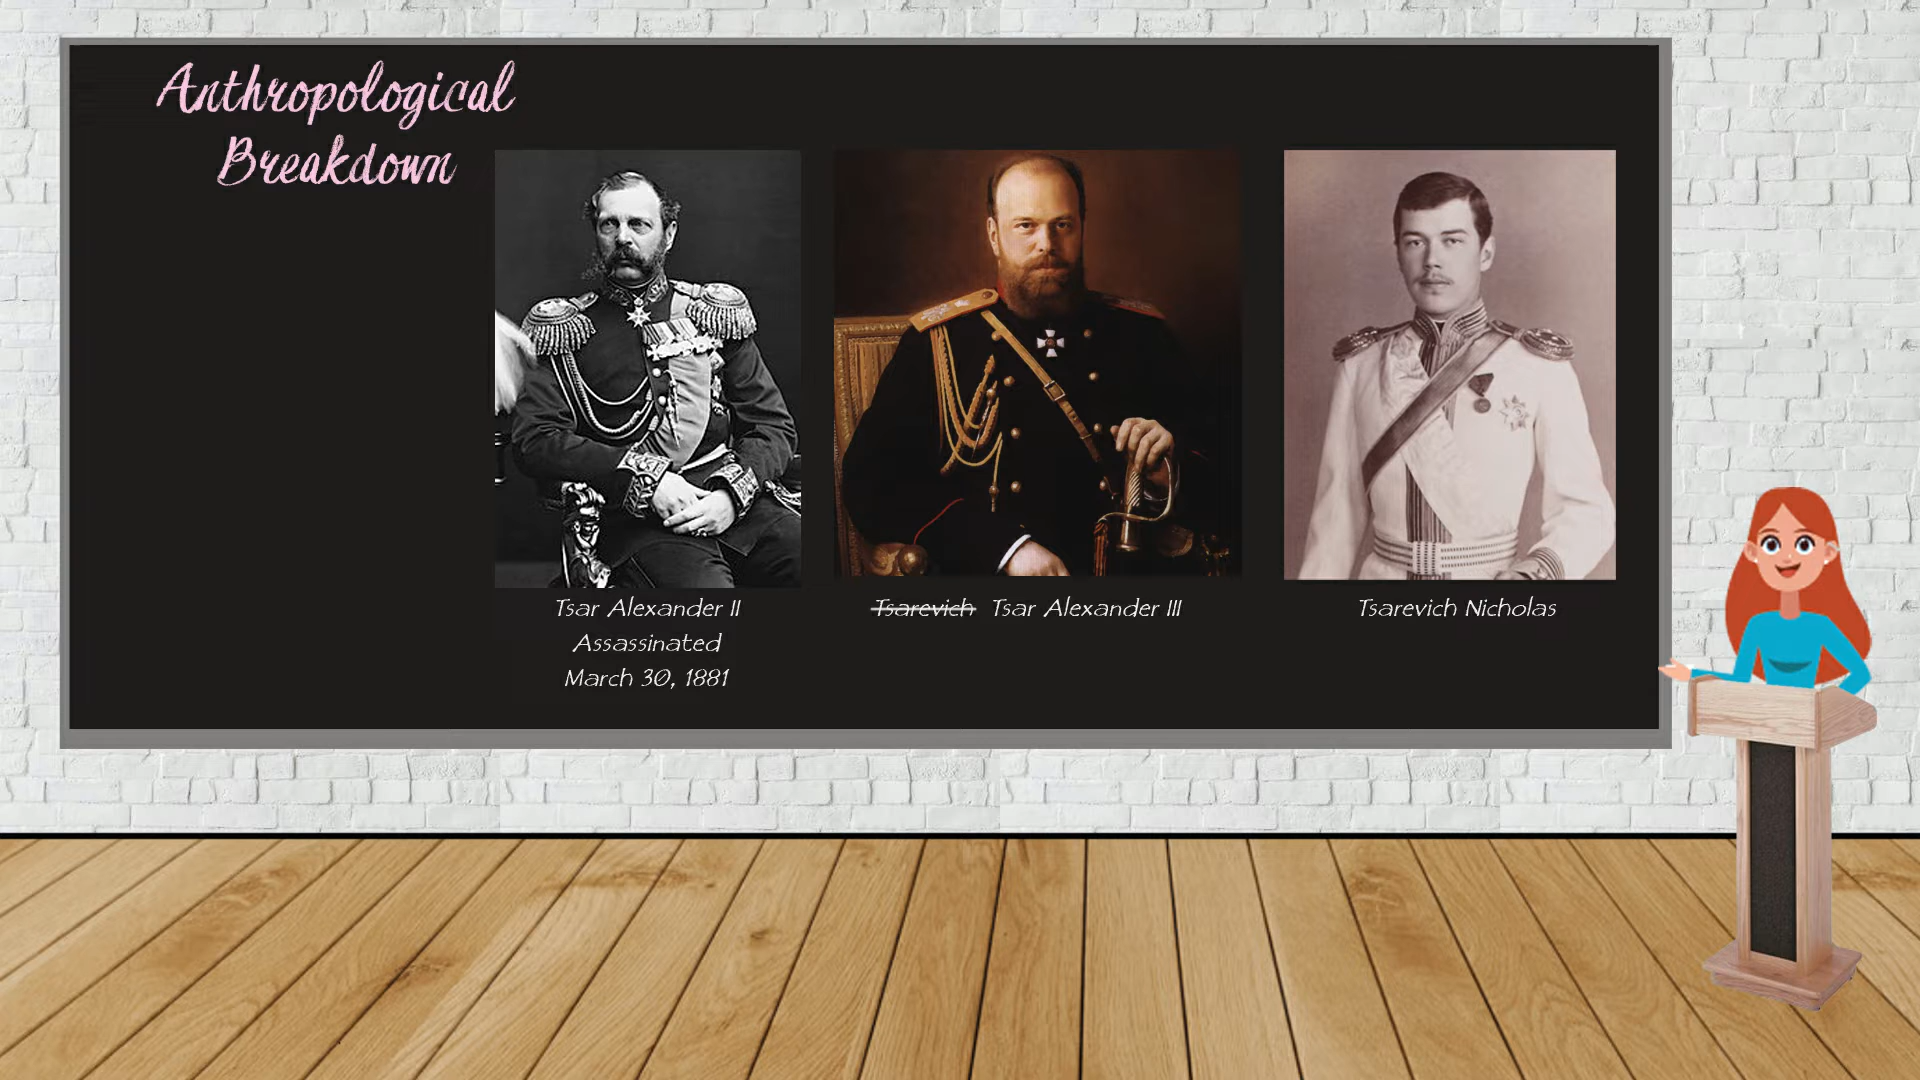 Anthropological
Breakdown
Tsar Alexander II
Assassinated
March 30, 1881
Tsarevich Tsar Alexander III
Tsarevich Nicholas